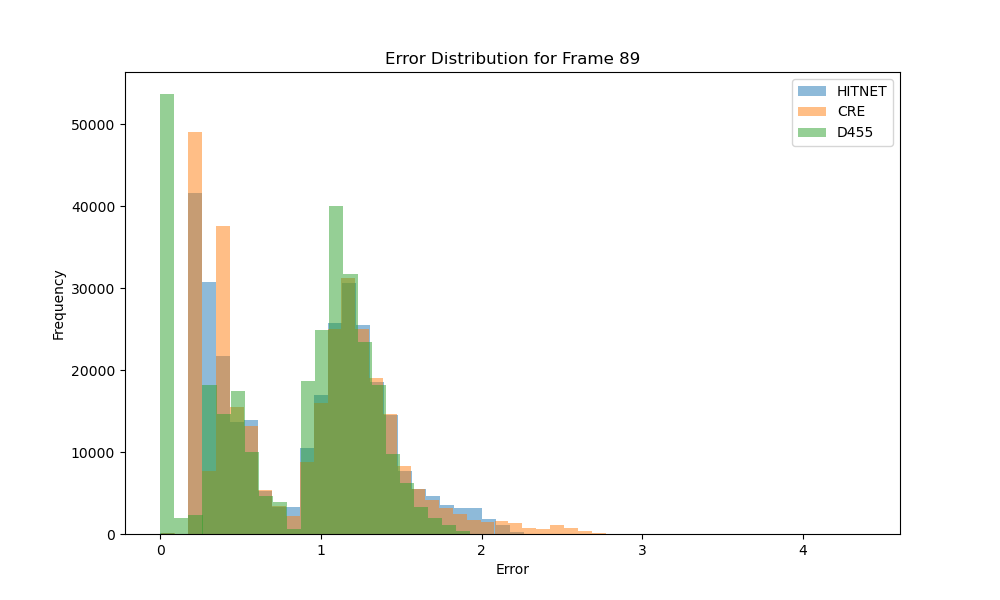 Error Distribution for Frame 89
HITNET
CRE
D455
50000
40000
30000
20000
10000
0
Frequency
0 1 2 3 4
Error